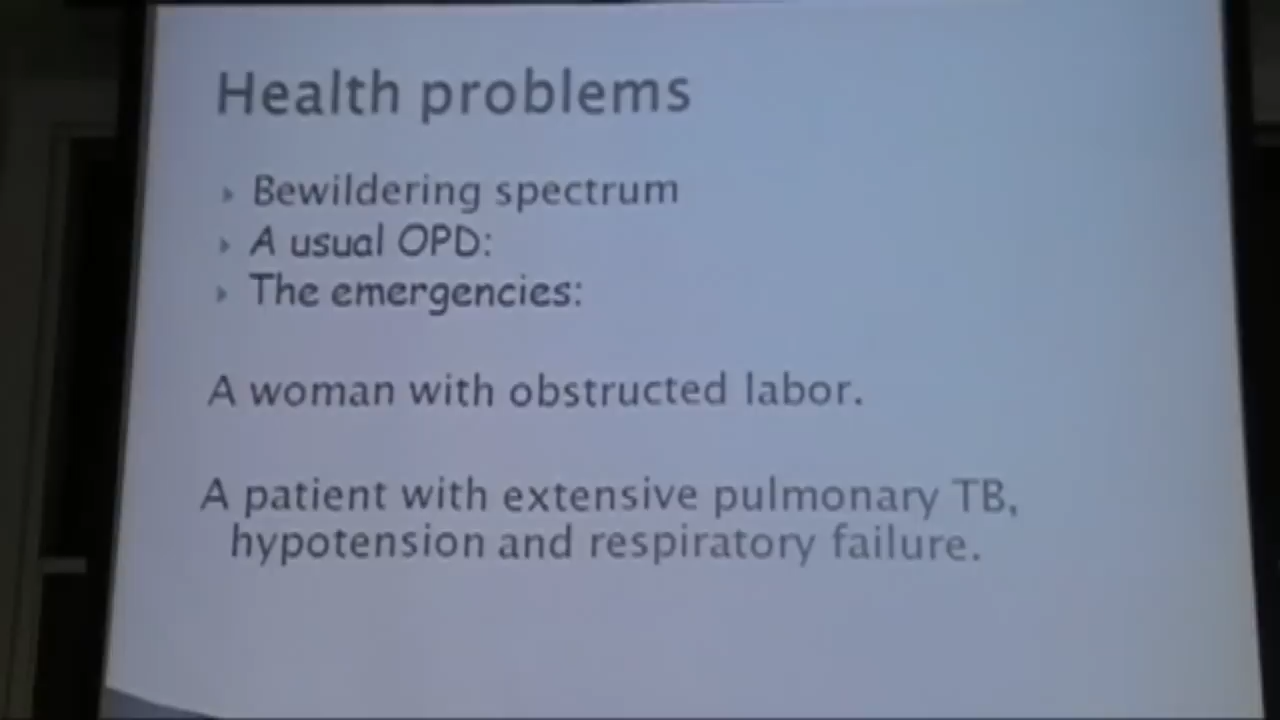 Health problems
Bewildering spectrum
A usual OPD:
The emergencies:
A woman with obstructed labor.
A patient with extensive pulmonary TB,
hypotension and respiratory failure.